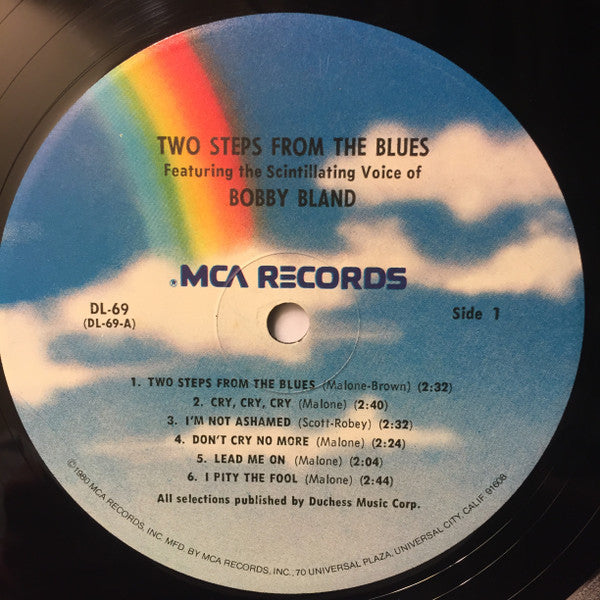 TWO STEPS FROM THE BLUES
Featuring the Scintillating Voice of
BOBBY BLAND
®MCA RECORDS
DL-69
(DL-69-A)
Side 1
1. TWO STEPS FROM THE BLUES (Malone-Brown) (2:32)
2. CRY, CRY, CRY (Malone) (2:40)
3. I'M NOT ASHAMED (Scott-Robey) (2:32)
4. DON'T CRY NO MORE (Malone) (2:24)
5. LEAD ME ON (Malone) (2:04)
6. I PITY THE FOOL (Malone) (2:44)
All selections published by Duchess Music Corp.
©1980 MCA RECORDS, INC. MFD. BY MCA RECORDS, INC., 70 UNIVERSAL PLAZA, UNIVERSAL CITY, CALIF. 91608